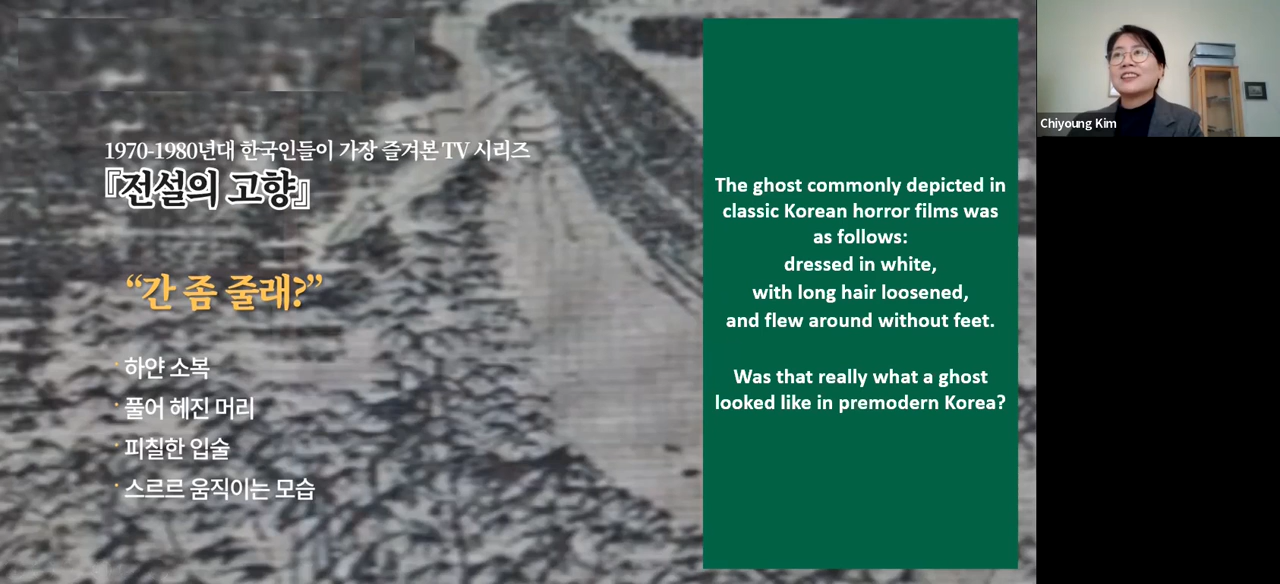 1970-1980년대 한국인들이 가장 즐겨본 TV 시리즈
『전설의 고향』
“간 좀 줄래?”
· 하얀 소복
· 풀어 헤진 머리
· 피칠한 입술
· 스르르 움직이는 모습
The ghost commonly depicted in
classic Korean horror films was
as follows:
dressed in white,
with long hair loosened,
and flew around without feet.
Was that really what a ghost
looked like in premodern Korea?
Chiyoung Kim